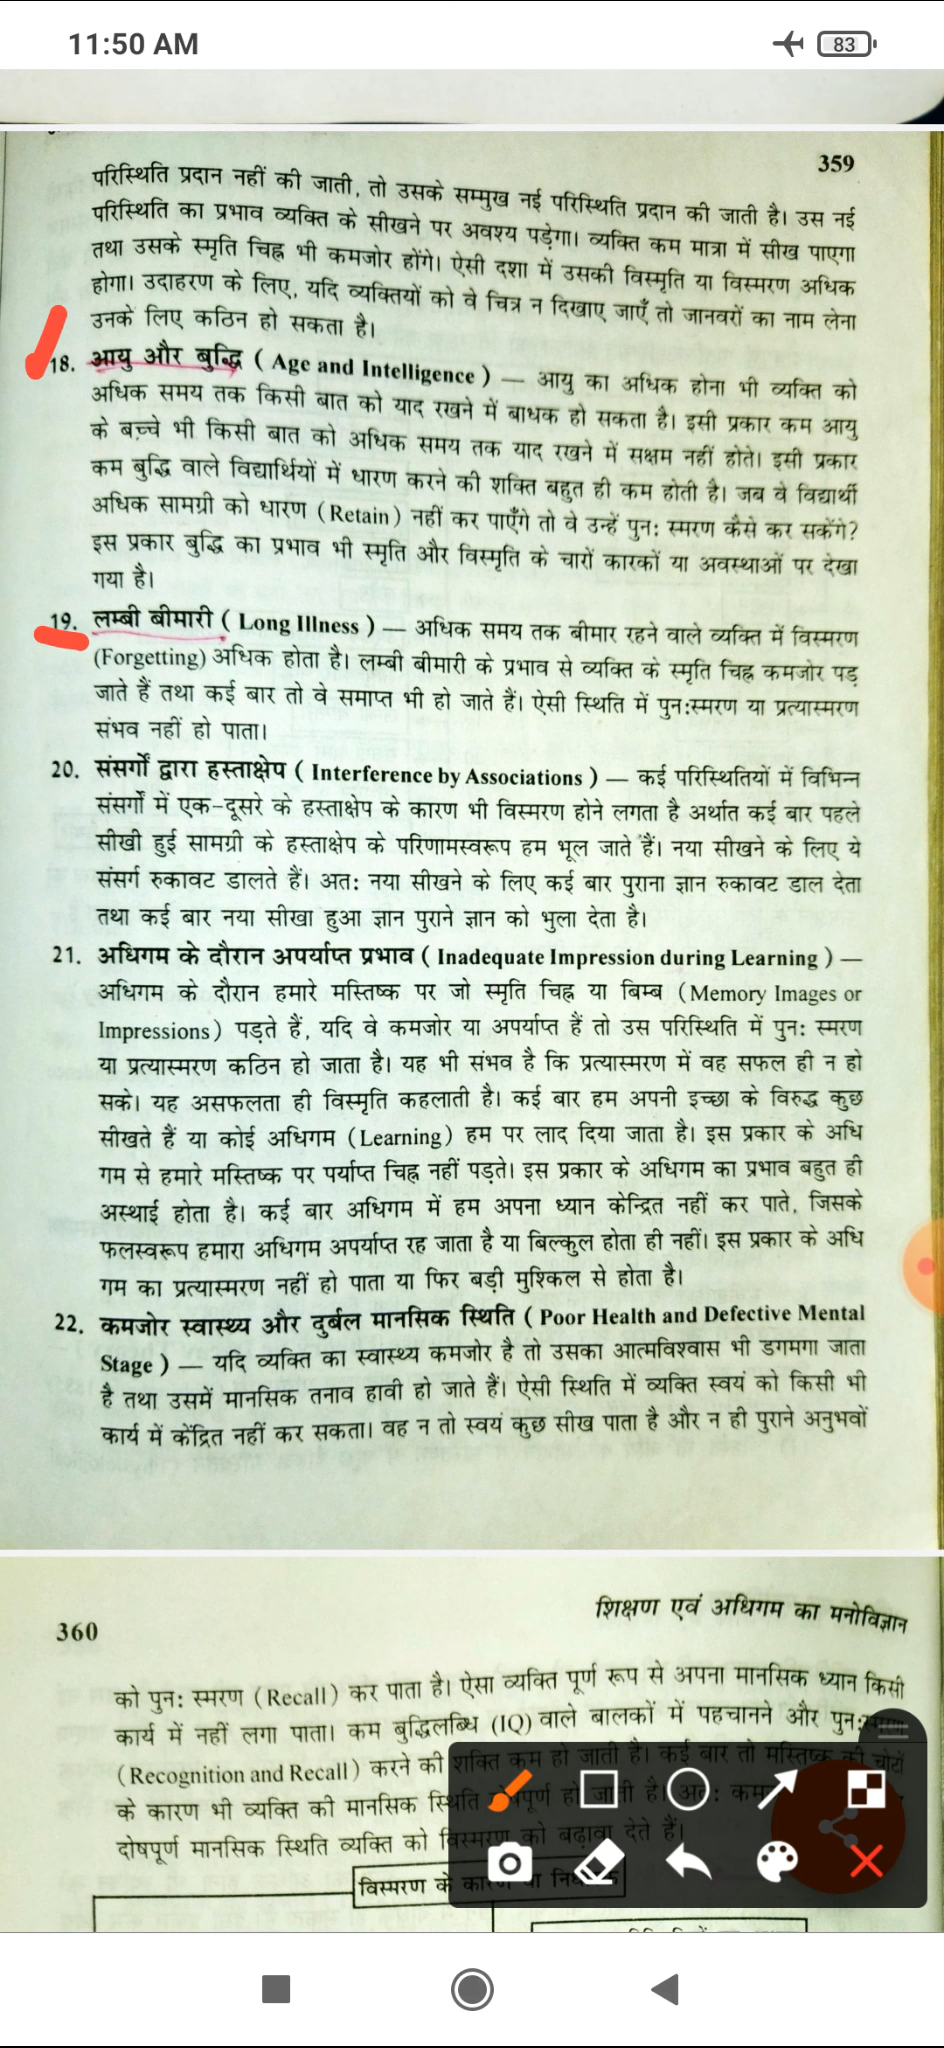 11:50 AM
83
359
परिस्थिति प्रदान नहीं की जाती, तो उसके सम्मुख नई परिस्थिति प्रदान की जाती है। उस नई
परिस्थिति का प्रभाव व्यक्ति के सीखने पर अवश्य पड़ेगा। व्यक्ति कम मात्रा में सीख पाएगा
तथा उसके स्मृति चिह्न भी कमजोर होंगे। ऐसी दशा में उसकी विस्मृति या विस्मरण अधिक
होगा। उदाहरण के लिए, यदि व्यक्तियों को वे चित्र न दिखाए जाएँ तो जानवरों का नाम लेना
उनके लिए कठिन हो सकता है।
18. आयु और बुद्धि ( Age and Intelligence ) — आयु का अधिक होना भी व्यक्ति को
अधिक समय तक किसी बात को याद रखने में बाधक हो सकता है। इसी प्रकार कम आयु
के बच्चे भी किसी बात को अधिक समय तक याद रखने में सक्षम नहीं होते। इसी प्रकार
कम बुद्धि वाले विद्यार्थियों में धारण करने की शक्ति बहुत ही कम होती है। जब वे विद्यार्थी
अधिक सामग्री को धारण (Retain) नहीं कर पाएँगे तो वे उन्हें पुन: स्मरण कैसे कर सकेंगे?
इस प्रकार बुद्धि का प्रभाव भी स्मृति और विस्मृति के चारों कारकों या अवस्थाओं पर देखा
गया है।
19. लम्बी बीमारी ( Long Illness ) — अधिक समय तक बीमार रहने वाले व्यक्ति में विस्मरण
(Forgetting) अधिक होता है। लम्बी बीमारी के प्रभाव से व्यक्ति के स्मृति चिह्न कमजोर पड़
जाते हैं तथा कई बार तो वे समाप्त भी हो जाते हैं। ऐसी स्थिति में पुन:स्मरण या प्रत्यास्मरण
संभव नहीं हो पाता।
20. संसर्गों द्वारा हस्ताक्षेप ( Interference by Associations ) — कई परिस्थितियों में विभिन्न
संसर्गों में एक-दूसरे के हस्ताक्षेप के कारण भी विस्मरण होने लगता है अर्थात कई बार पहले
सीखी हुई सामग्री के हस्ताक्षेप के परिणामस्वरूप हम भूल जाते हैं। नया सीखने के लिए ये
संसर्ग रुकावट डालते हैं। अत: नया सीखने के लिए कई बार पुराना ज्ञान रुकावट डाल देता
तथा कई बार नया सीखा हुआ ज्ञान पुराने ज्ञान को भुला देता है।
21. अधिगम के दौरान अपर्याप्त प्रभाव ( Inadequate Impression during Learning ) —
अधिगम के दौरान हमारे मस्तिष्क पर जो स्मृति चिह्न या बिम्ब (Memory Images or
Impressions) पड़ते हैं, यदि वे कमजोर या अपर्याप्त हैं तो उस परिस्थिति में पुन: स्मरण
या प्रत्यास्मरण कठिन हो जाता है। यह भी संभव है कि प्रत्यास्मरण में वह सफल ही न हो
सके। यह असफलता ही विस्मृति कहलाती है। कई बार हम अपनी इच्छा के विरुद्ध कुछ
सीखते हैं या कोई अधिगम (Learning) हम पर लाद दिया जाता है। इस प्रकार के अधि
गम से हमारे मस्तिष्क पर पर्याप्त चिह्न नहीं पड़ते। इस प्रकार के अधिगम का प्रभाव बहुत ही
अस्थाई होता है। कई बार अधिगम में हम अपना ध्यान केन्द्रित नहीं कर पाते, जिसके
फलस्वरूप हमारा अधिगम अपर्याप्त रह जाता है या बिल्कुल होता ही नहीं। इस प्रकार के अधि
गम का प्रत्यास्मरण नहीं हो पाता या फिर बड़ी मुश्किल से होता है।
22. कमजोर स्वास्थ्य और दुर्बल मानसिक स्थिति ( Poor Health and Defective Mental
Stage ) — यदि व्यक्ति का स्वास्थ्य कमजोर है तो उसका आत्मविश्वास भी डगमगा जाता
है तथा उसमें मानसिक तनाव हावी हो जाते हैं। ऐसी स्थिति में व्यक्ति स्वयं को किसी भी
कार्य में केंद्रित नहीं कर सकता। वह न तो स्वयं कुछ सीख पाता है और न ही पुराने अनुभवों
360
शिक्षण एवं अधिगम का मनोविज्ञान
को पुन: स्मरण (Recall) कर पाता है। ऐसा व्यक्ति पूर्ण रूप से अपना मानसिक ध्यान किसी
कार्य में नहीं लगा पाता। कम बुद्धिलब्धि (IQ) वाले बालकों में पहचानने और पुन:स्मरण
(Recognition and Recall) करने की शक्ति कम हो जाती है। कई बार तो मस्तिष्क की चोटों
के कारण भी व्यक्ति की मानसिक स्थिति हो जाती है। अत: कम
दोषपूर्ण मानसिक स्थिति व्यक्ति को विस्मरण को बढ़ावा देते हैं।
विस्मरण के कारण या